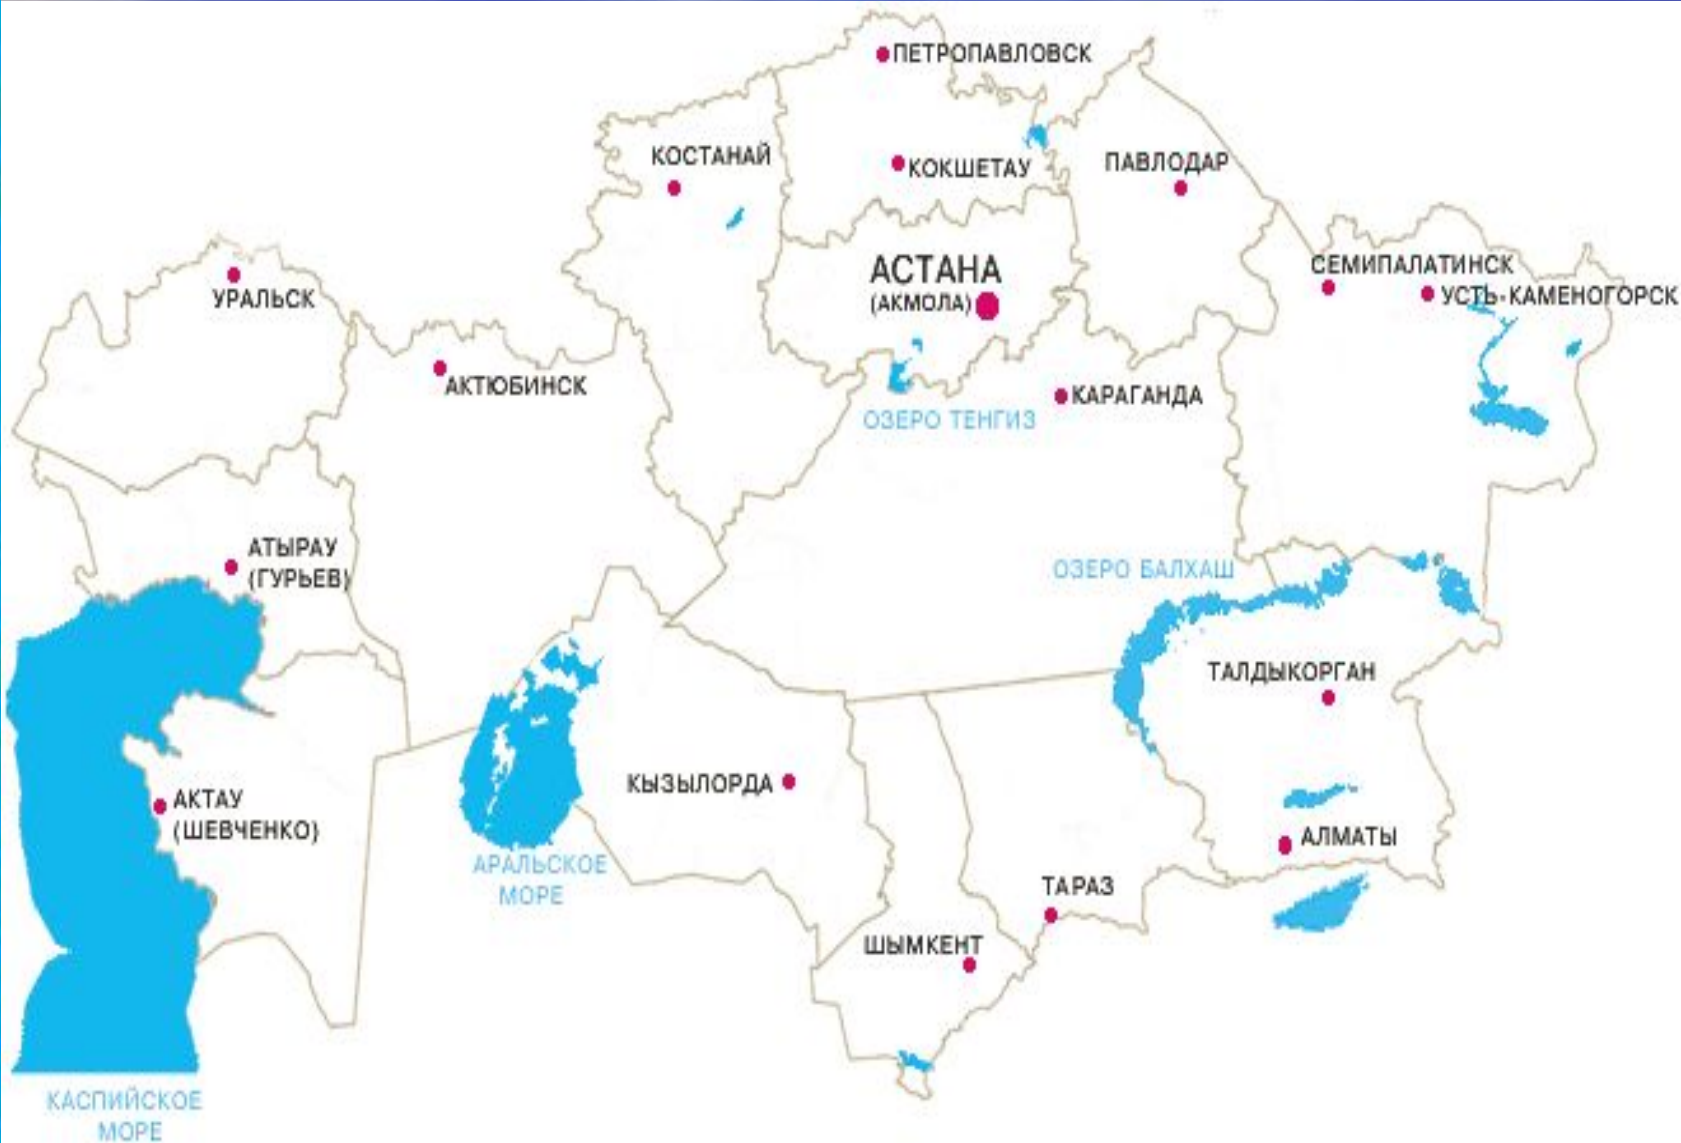 ПЕТРОПАВЛОВСК
КОСТАНАЙ
КОКШЕТАУ
ПАВЛОДАР
АСТАНА
(АКМОЛА)
СЕМИПАЛАТИНСК
УСТЬ-КАМЕНОГОРСК
УРАЛЬСК
АКТЮБИНСК
КАРАГАНДА
ОЗЕРО ТЕНГИЗ
АТЫРАУ
(ГУРЬЕВ)
ОЗЕРО БАЛХАШ
ТАЛДЫКОРГАН
КЫЗЫЛОРДА
АКТАУ
(ШЕВЧЕНКО)
АЛМАТЫ
АРАЛЬСКОЕ
МОРЕ
ТАРАЗ
ШЫМКЕНТ
КАСПИЙСКОЕ
МОРЕ